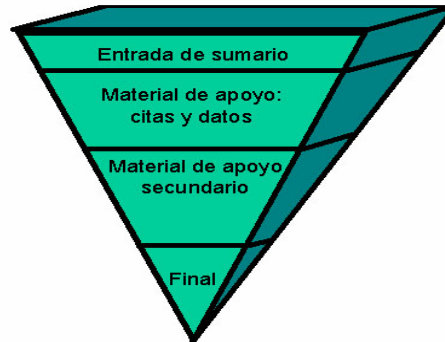 Entrada de sumario
Material de apoyo:
citas y datos
Material de apoyo
secundario
Final